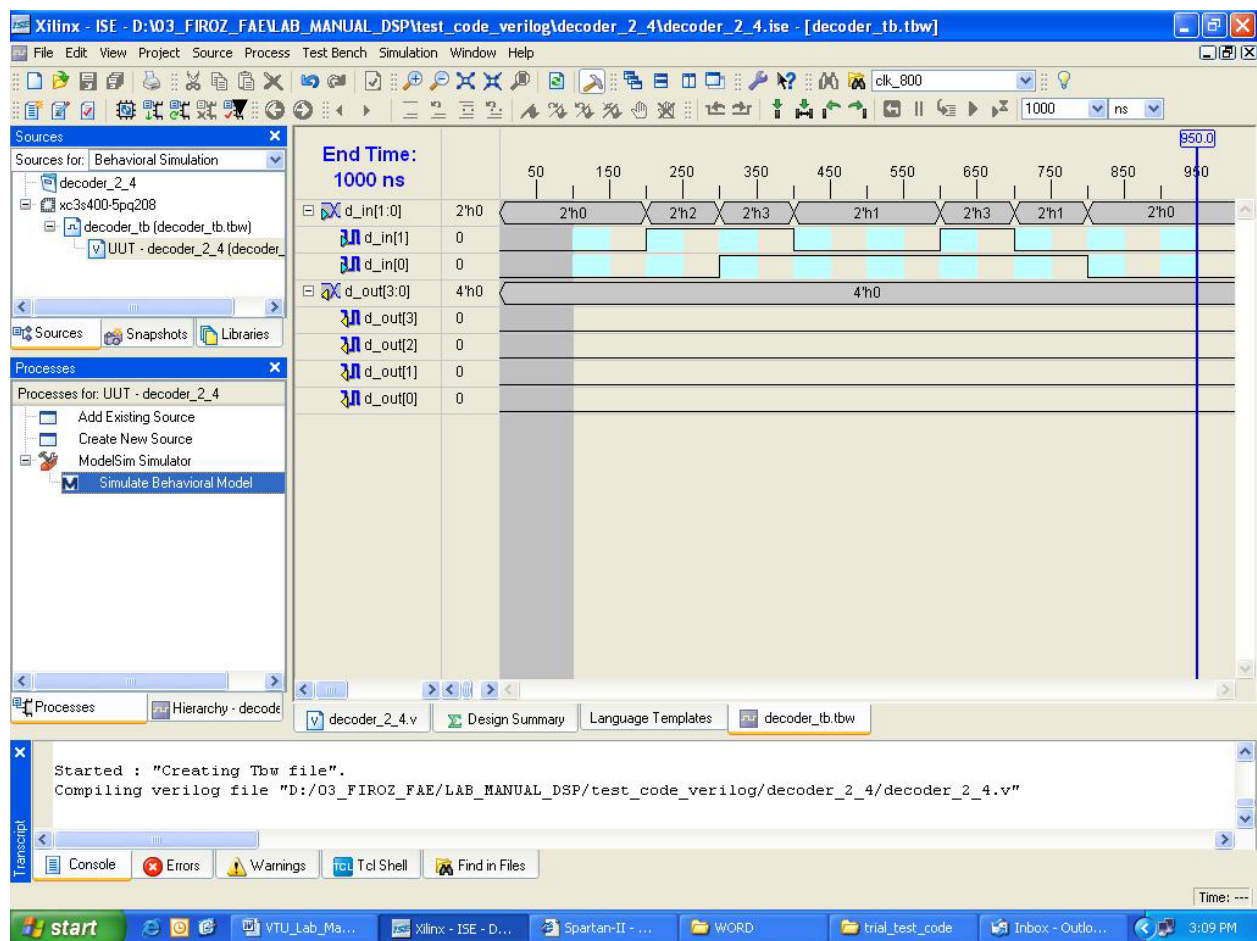 Xilinx - ISE - D:\03_FIROZ_FAE\LAB_MANUAL_DSP\test_code_verilog\decoder_2_4\decoder_2_4.ise - [decoder_tb.tbw]
File Edit View Project Source Process Test Bench Simulation Window Help
clk_800
1000 ns
Sources
Sources for: Behavioral Simulation
decoder_2_4
xc3s400-5pq208
decoder_tb (decoder_tb.tbw)
UUT - decoder_2_4 (decoder_
Sources Snapshots Libraries
Processes
Processes for: UUT - decoder_2_4
Add Existing Source
Create New Source
ModelSim Simulator
Simulate Behavioral Model
Processes Hierarchy - decode
End Time:
1000 ns
950.0
50 150 250 350 450 550 650 750 850 950
d_in[1:0] 2'h0 2'h0 2'h2 2'h3 2'h1 2'h3 2'h1 2'h0
d_in[1] 0
d_in[0] 0
d_out[3:0] 4'h0 4'h0
d_out[3] 0
d_out[2] 0
d_out[1] 0
d_out[0] 0
decoder_2_4.v Design Summary Language Templates decoder_tb.tbw
Started : "Creating Tbw file".
Compiling verilog file "D:/03_FIROZ_FAE/LAB_MANUAL_DSP/test_code_verilog/decoder_2_4/decoder_2_4.v"
Transcript
Console Errors Warnings Tcl Shell Find in Files
Time: ---
start VTU_Lab_Ma... Xilinx - ISE - D... Spartan-II - ... WORD trial_test_code Inbox - Outlo... 3:09 PM